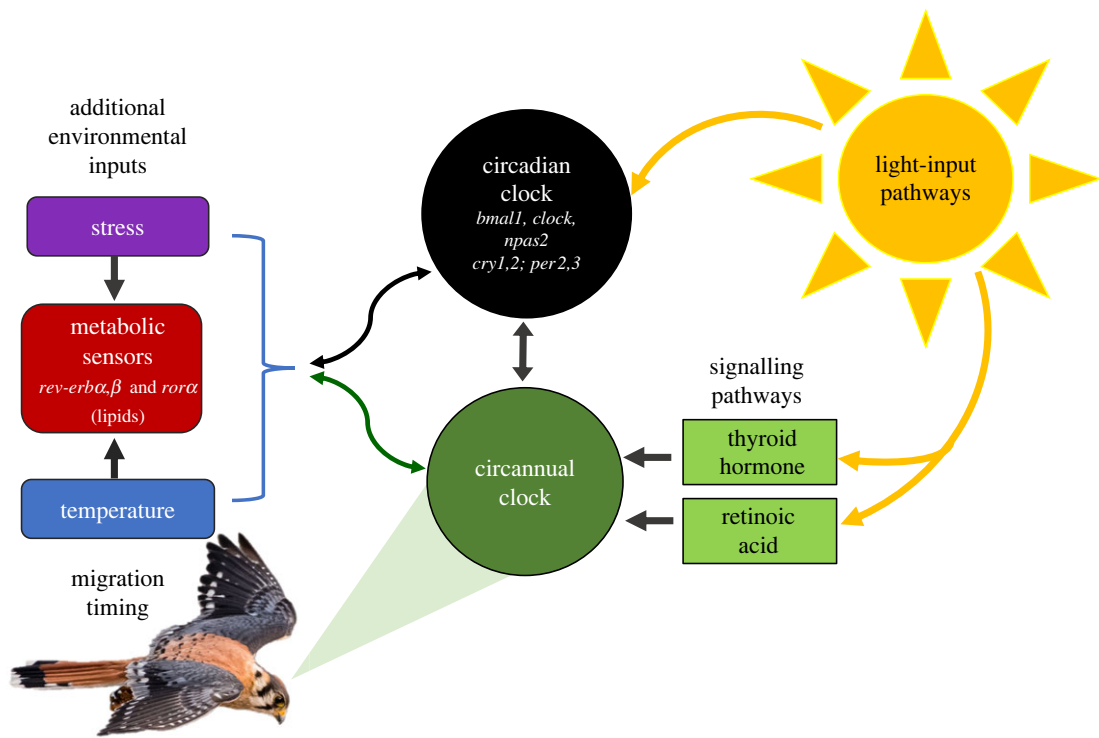 additional
environmental
inputs
stress
metabolic
sensors
rev-erbα,β and rorα
(lipids)
temperature
migration
timing
circadian
clock
bmal1, clock,
npas2
cry1,2; per2,3
circannual
clock
light-input
pathways
signalling
pathways
thyroid
hormone
retinoic
acid